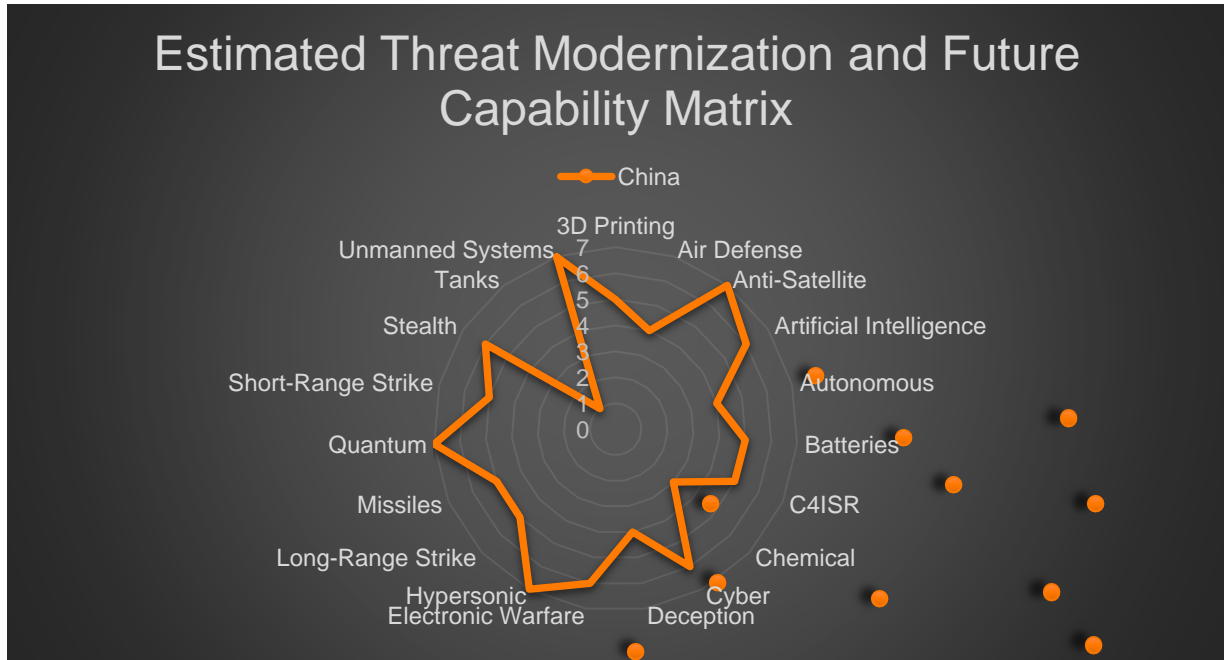 Estimated Threat Modernization and Future
Capability Matrix
China
3D Printing
Air Defense
Anti-Satellite
Artificial Intelligence
Autonomous
Batteries
C4ISR
Chemical
Cyber
Deception
Electronic Warfare
Hypersonic
Long-Range Strike
Missiles
Quantum
Short-Range Strike
Stealth
Tanks
Unmanned Systems
7
6
5
4
3
2
1
0